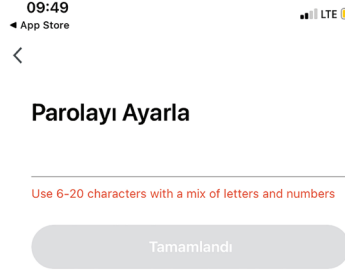 09:49
LTE
◀ App Store
Parolayı Ayarla
Use 6-20 characters with a mix of letters and numbers
Tamamlandı